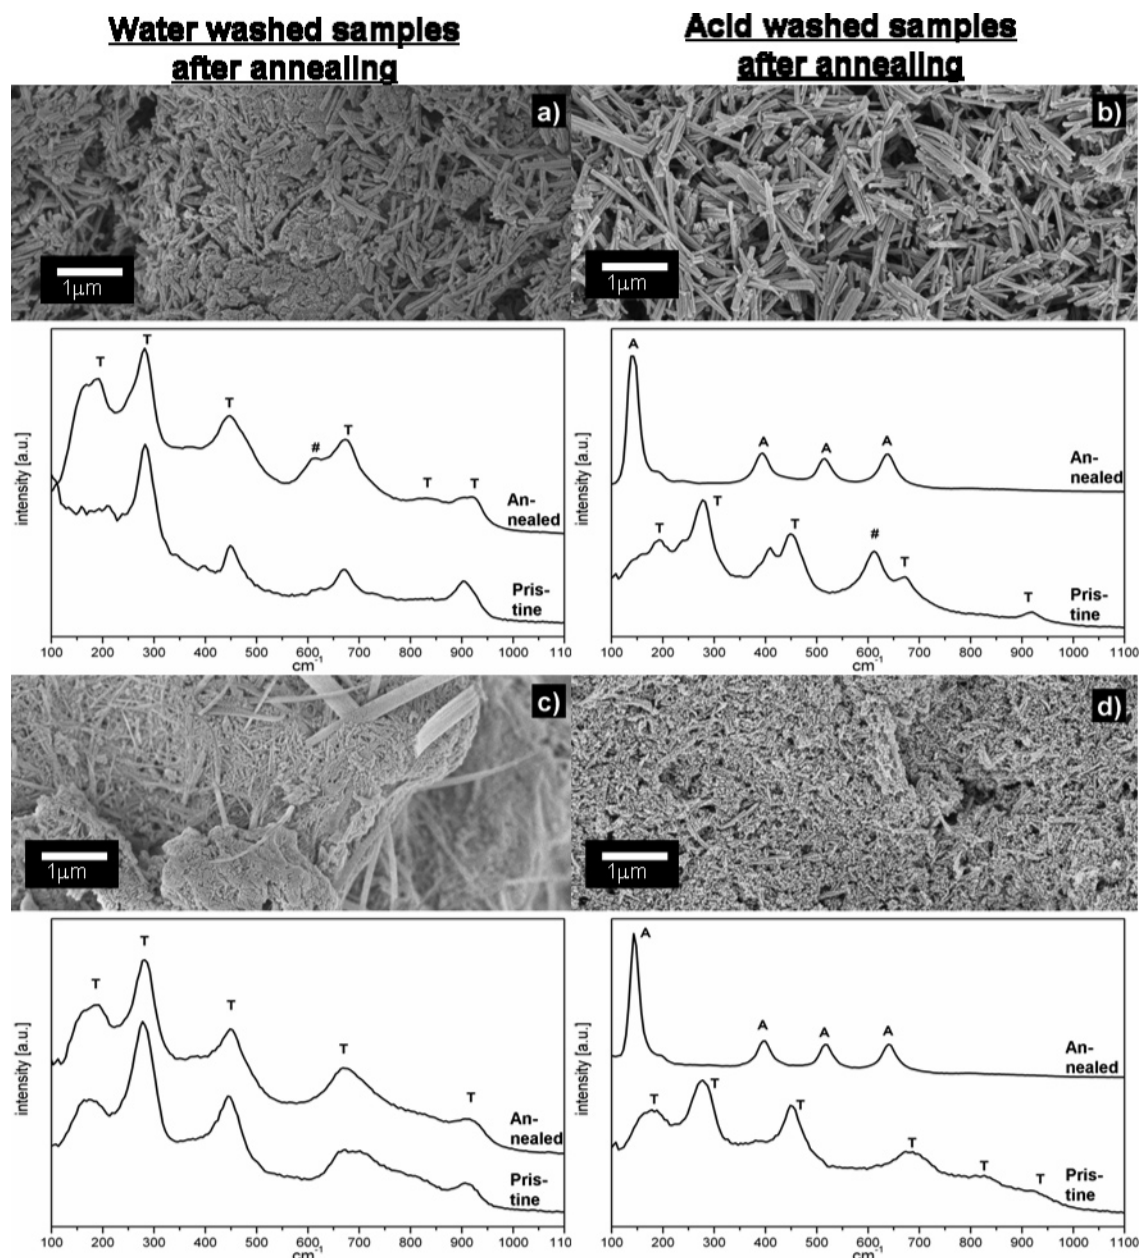 Water washed samples
after annealing
Acid washed samples
after annealing
a)
1μm
b)
1μm
intensity [a.u.]
T
T
T
#
T
T
T
An-
nealed
Pris-
tine
100 200 300 400 500 600 700 800 900 1000 110
cm-1
intensity [a.u.]
A
A
A
A
An-
nealed
T
T
T
#
T
T
Pris-
tine
100 200 300 400 500 600 700 800 900 1000 1100
cm-1
c)
1μm
d)
1μm
intensity [a.u.]
T
T
T
T
T
An-
nealed
Pris-
tine
100 200 300 400 500 600 700 800 900 1000 110
cm-1
intensity [a.u.]
A
A
A
A
An-
nealed
T
T
T
T
T
T
Pris-
tine
100 200 300 400 500 600 700 800 900 1000 1100
cm-1